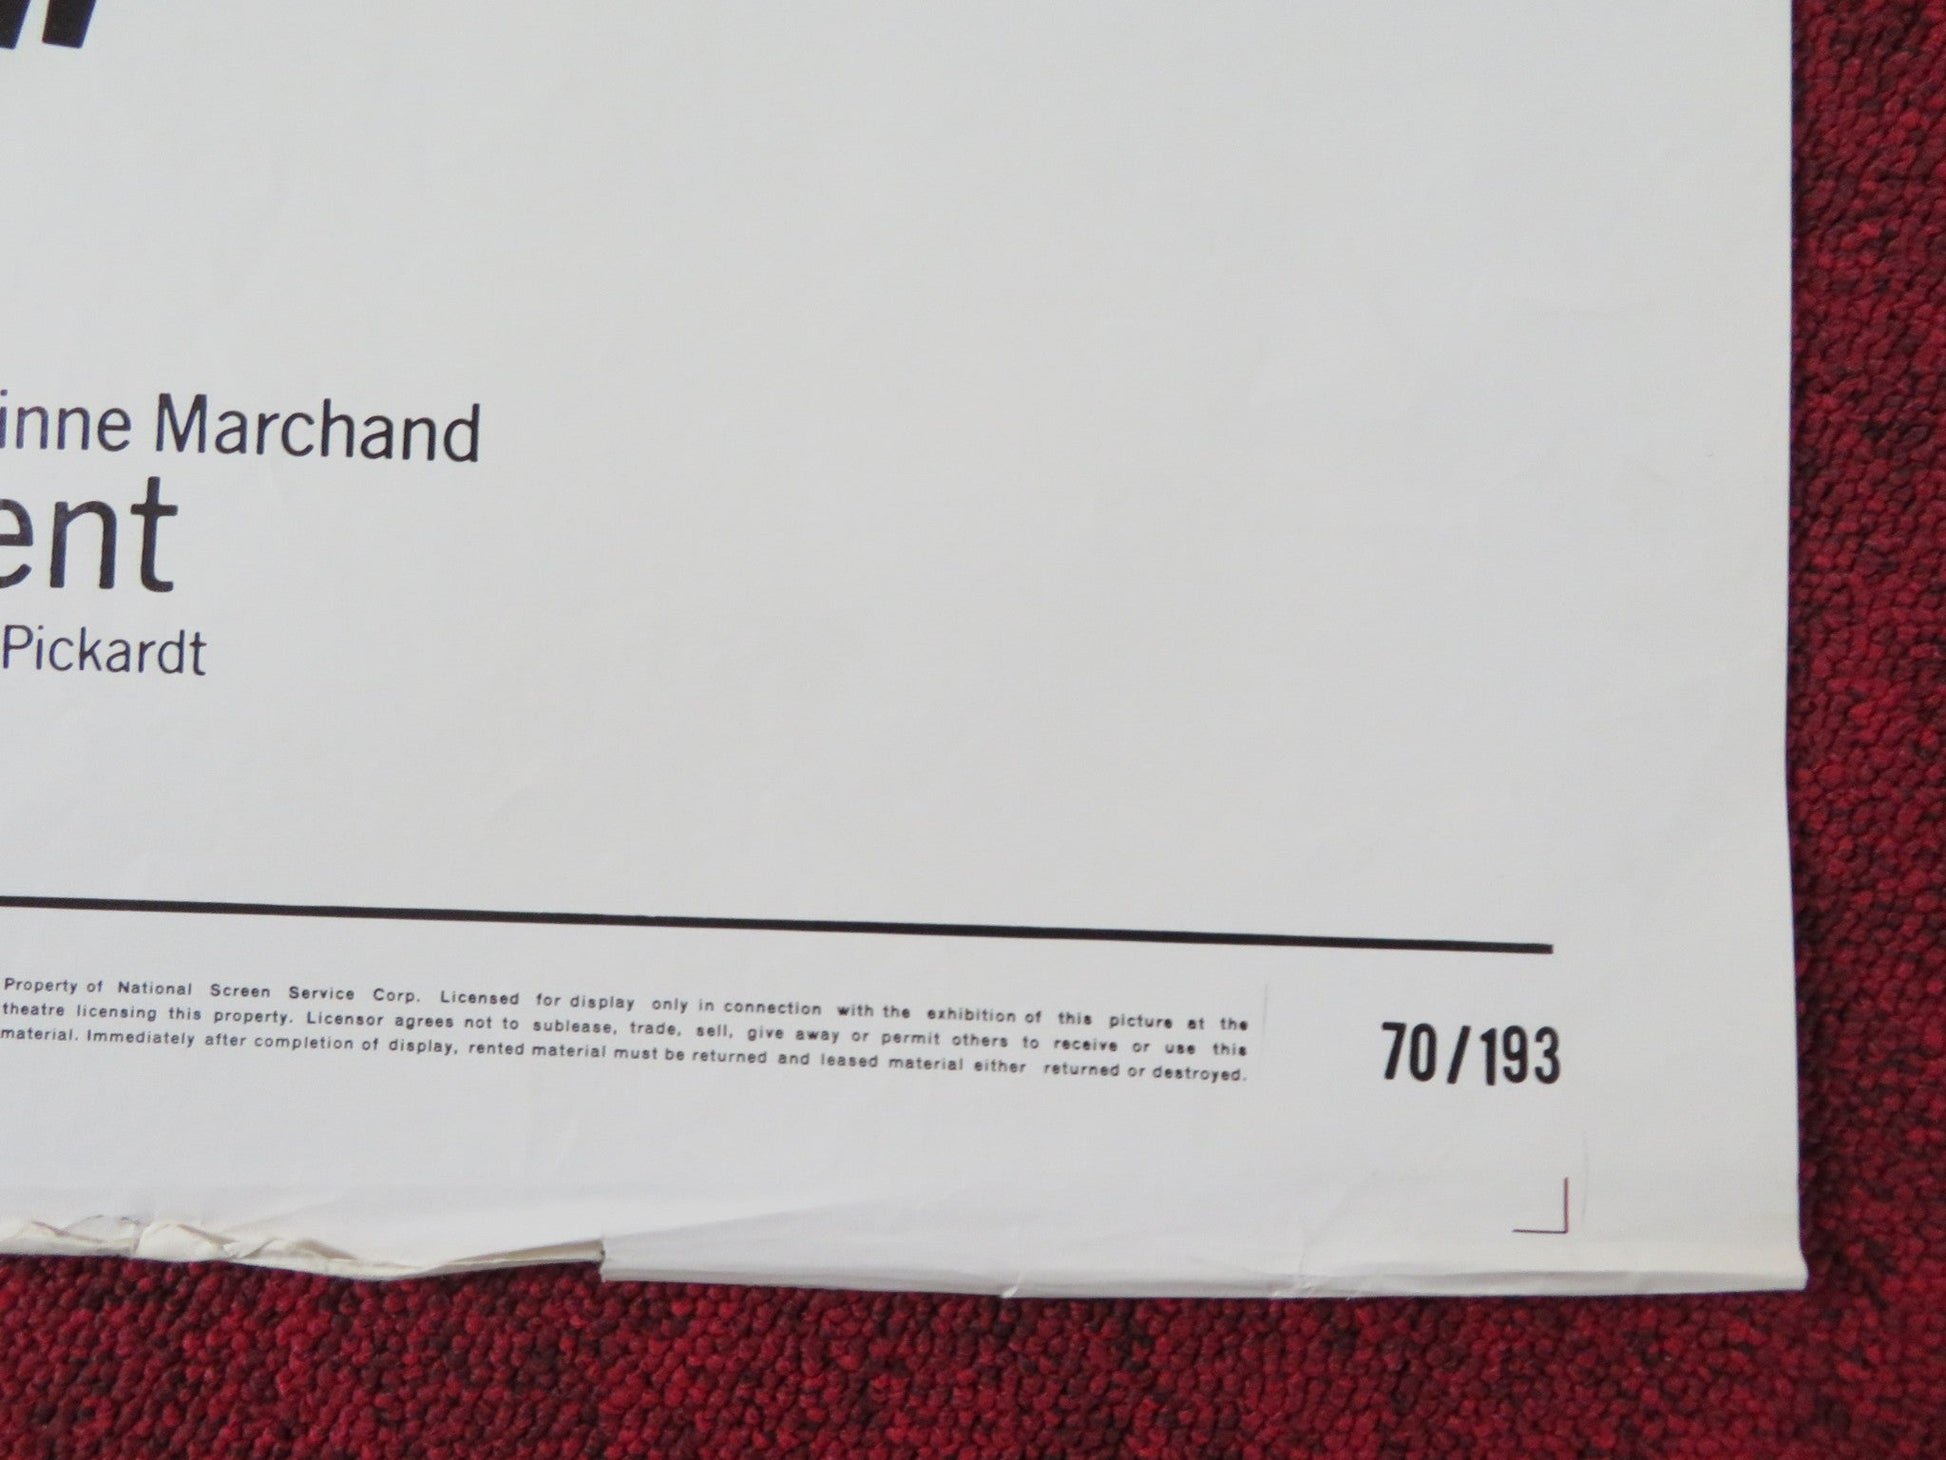 inne Marchand
ent
Pickardt
Property of National Screen Service Corp. Licensed for display only in connection with the exhibition of this picture at the
theatre licensing this property. Licensor agrees not to sublease, trade, sell, give away or permit others to receive or use this
material. Immediately after completion of display, rented material must be returned and leased material either returned or destroyed.
70/193